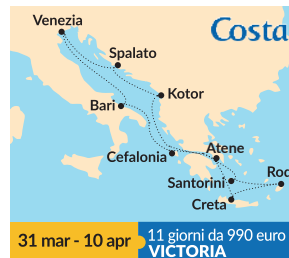 Venezia
Costa
Spalato
Kotor
Bari
Atene
Cefalonia
Santorini
Rod
Creta
31 mar - 10 apr
11 giorni da 990 euro
VICTORIA